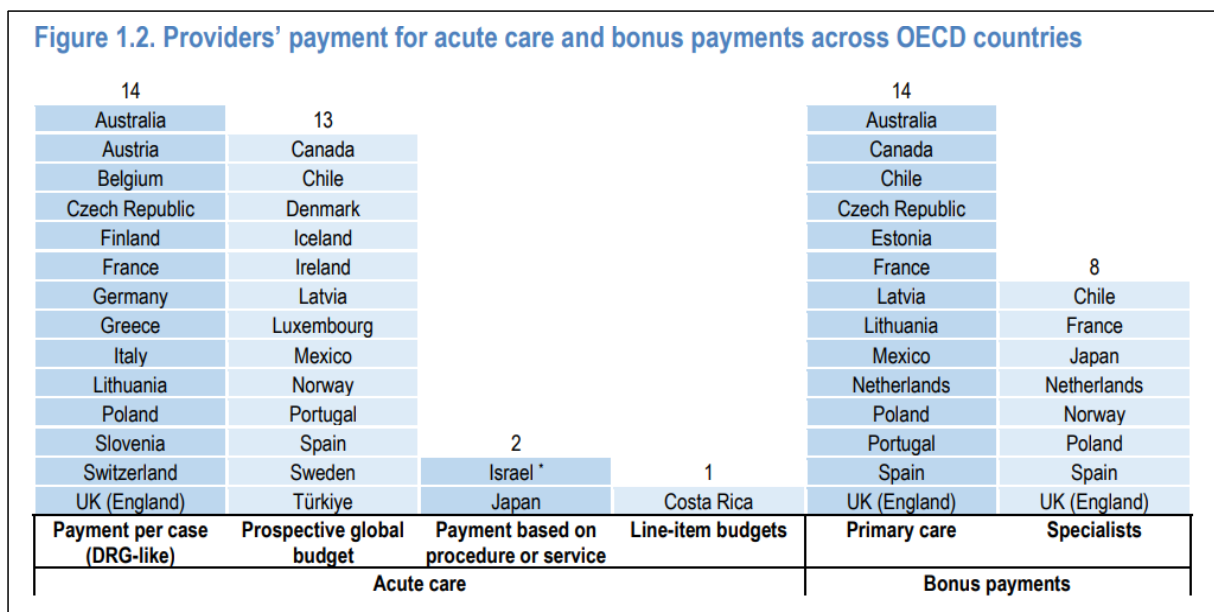 Figure 1.2. Providers' payment for acute care and bonus payments across OECD countries
14 14
Australia 13 Australia
Austria Canada Canada
Belgium Chile Chile
Czech Republic Denmark Czech Republic
Finland Iceland Estonia
France Ireland France 8
Germany Latvia Latvia Chile
Greece Luxembourg Lithuania France
Italy Mexico Mexico Japan
Lithuania Norway Netherlands Netherlands
Poland Portugal Poland Norway
Slovenia Spain 2 Portugal Poland
Switzerland Sweden Israel * 1 Spain Spain
UK (England) Türkiye Japan Costa Rica UK (England) UK (England)
Payment per case Prospective global Payment based on Line-item budgets Primary care Specialists
(DRG-like) budget procedure or service
Acute care Bonus payments